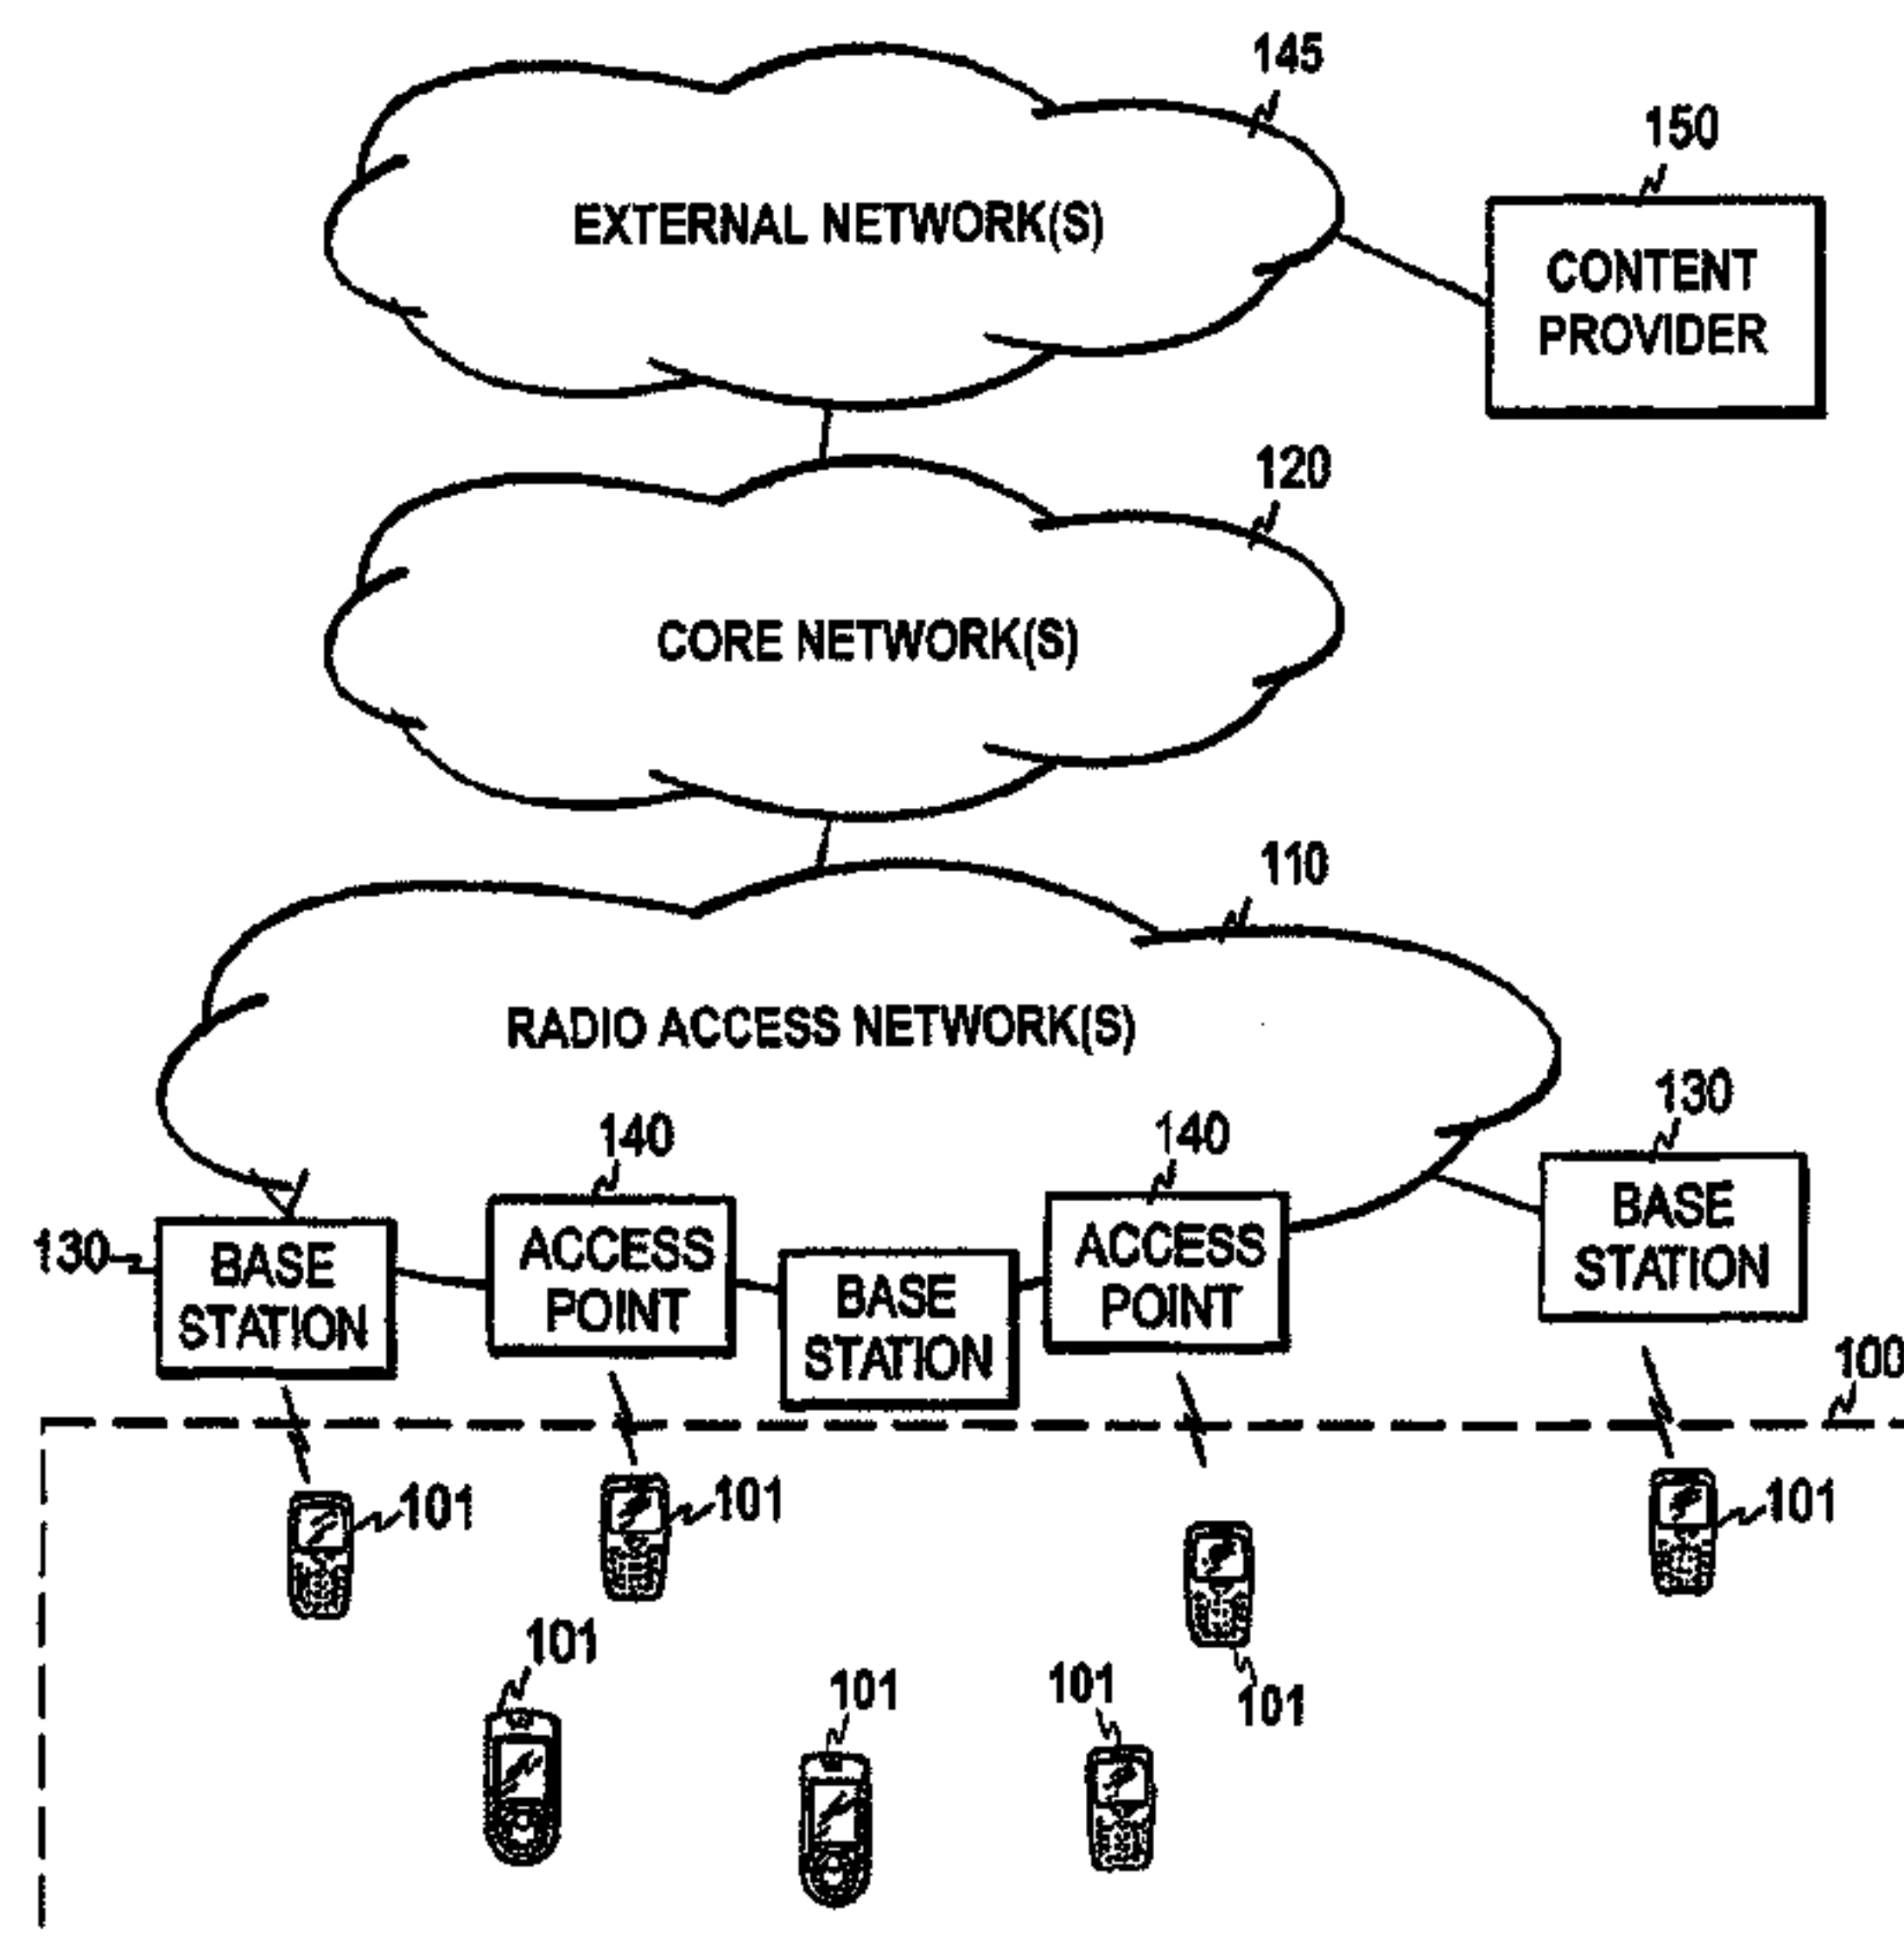 145
150
EXTERNAL NETWORK(S)
CONTENT
PROVIDER
120
CORE NETWORK(S)
110
RADIO ACCESS NETWORK(S)
130
140
140
BASE
STATION
130
BASE
STATION
ACCESS
POINT
BASE
STATION
ACCESS
POINT
100
101
101
101
101
101
101
101